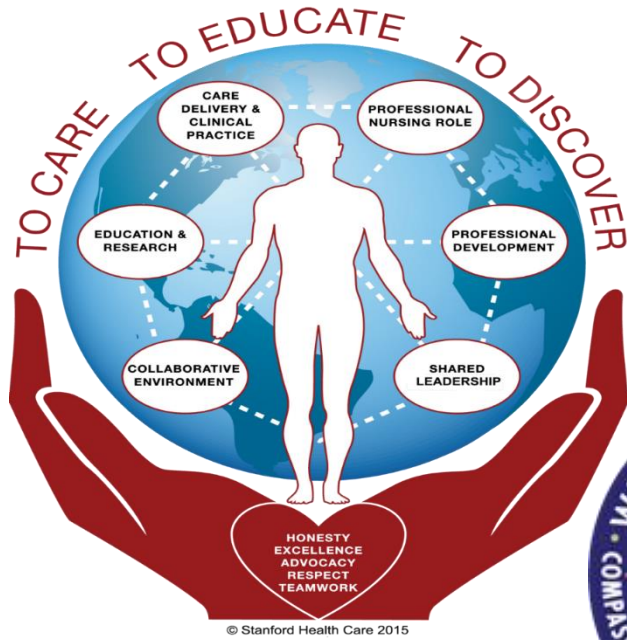 TO CARE TO EDUCATE TO DISCOVER
CARE
DELIVERY &
CLINICAL
PRACTICE
PROFESSIONAL
NURSING ROLE
EDUCATION &
RESEARCH
PROFESSIONAL
DEVELOPMENT
COLLABORATIVE
ENVIRONMENT
SHARED
LEADERSHIP
HONESTY
EXCELLENCE
ADVOCACY
RESPECT
TEAMWORK
© Stanford Health Care 2015